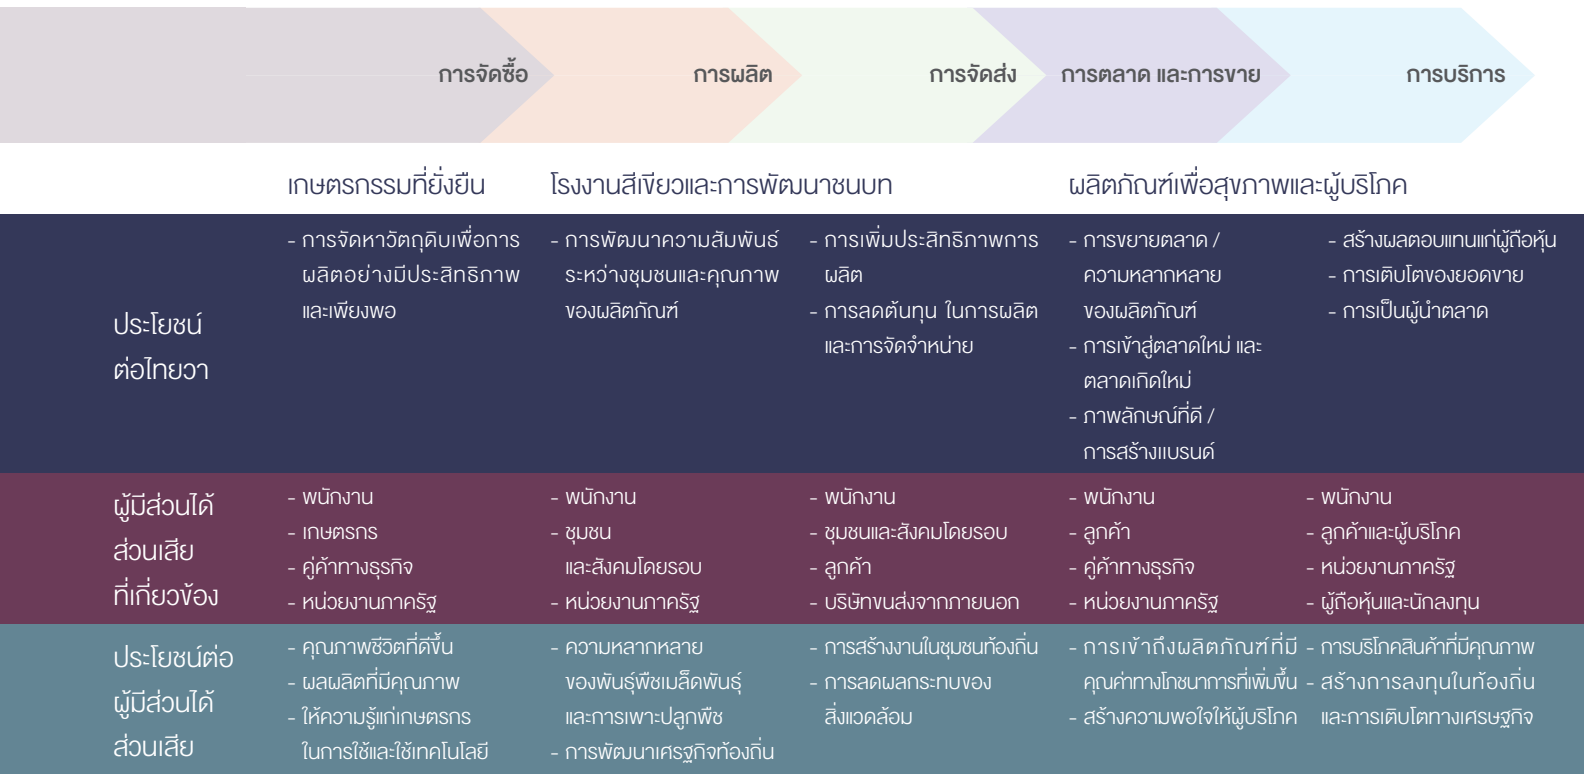 การจัดซื้อ
การผลิต
การจัดส่ง
การตลาด และการขาย
การบริการ
เกษตรกรรมที่ยั่งยืน
โรงงานสีเขียวและการพัฒนาชนบท
ผลิตภัณฑ์เพื่อสุขภาพและผู้บริโภค
ประโยชน์
ต่อไทยวา
- การจัดหาวัตถุดิบเพื่อการ
ผลิตอย่างมีประสิทธิภาพ
และเพียงพอ
- การพัฒนาความสัมพันธ์
ระหว่างชุมชนและคุณภาพ
ของผลิตภัณฑ์
- การเพิ่มประสิทธิภาพการ
ผลิต
- การลดต้นทุน ในการผลิต
และการจัดจำหน่าย
- การขยายตลาด /
ความหลากหลาย
ของผลิตภัณฑ์
- การเข้าสู่ตลาดใหม่ และ
ตลาดเกิดใหม่
- ภาพลักษณ์ที่ดี /
การสร้างแบรนด์
- สร้างผลตอบแทนแก่ผู้ถือหุ้น
- การเติบโตของยอดขาย
- การเป็นผู้นำตลาด
ผู้มีส่วนได้
ส่วนเสีย
ที่เกี่ยวข้อง
- พนักงาน
- เกษตรกร
- คู่ค้าทางธุรกิจ
- หน่วยงานภาครัฐ
- พนักงาน
- ชุมชน
และสังคมโดยรอบ
- หน่วยงานภาครัฐ
- พนักงาน
- ชุมชนและสังคมโดยรอบ
- ลูกค้า
- บริษัทขนส่งจากภายนอก
- พนักงาน
- ลูกค้า
- คู่ค้าทางธุรกิจ
- หน่วยงานภาครัฐ
- พนักงาน
- ลูกค้าและผู้บริโภค
- หน่วยงานภาครัฐ
- ผู้ถือหุ้นและนักลงทุน
ประโยชน์ต่อ
ผู้มีส่วนได้
ส่วนเสีย
- คุณภาพชีวิตที่ดีขึ้น
- ผลผลิตที่มีคุณภาพ
- ให้ความรู้แก่เกษตรกร
ในการใช้และใช้เทคโนโลยี
- ความหลากหลาย
ของพันธุ์พืชเมล็ดพันธุ์
และการเพาะปลูกพืช
- การพัฒนาเศรฐกิจท้องถิ่น
- การสร้างงานในชุมชนท้องถิ่น
- การลดผลกระทบของ
สิ่งแวดล้อม
- การเข้าถึงผลิตภัณฑ์ที่มี
คุณค่าทางโภชนาการที่เพิ่มขึ้น
- สร้างความพอใจให้ผู้บริโภค
- การบริโภคสินค้าที่มีคุณภาพ
- สร้างการลงทุนในท้องถิ่น
และการเติบโตทางเศรษฐกิจ